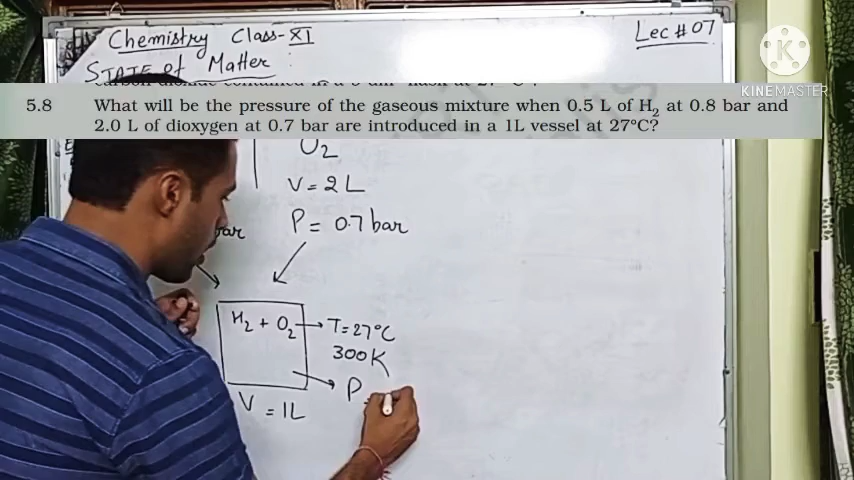 Chemistry Class-XI
Lec # 07
STATE of Matter :
KINEMASTER
5.8 What will be the pressure of the gaseous mixture when 0.5 L of H2 at 0.8 bar and
2.0 L of dioxygen at 0.7 bar are introduced in a 1L vessel at 27°C?
O2
V = 2 L
P = 0.7 bar
bar
H2 + O2
T = 27°C
300K
P =
V = 1L